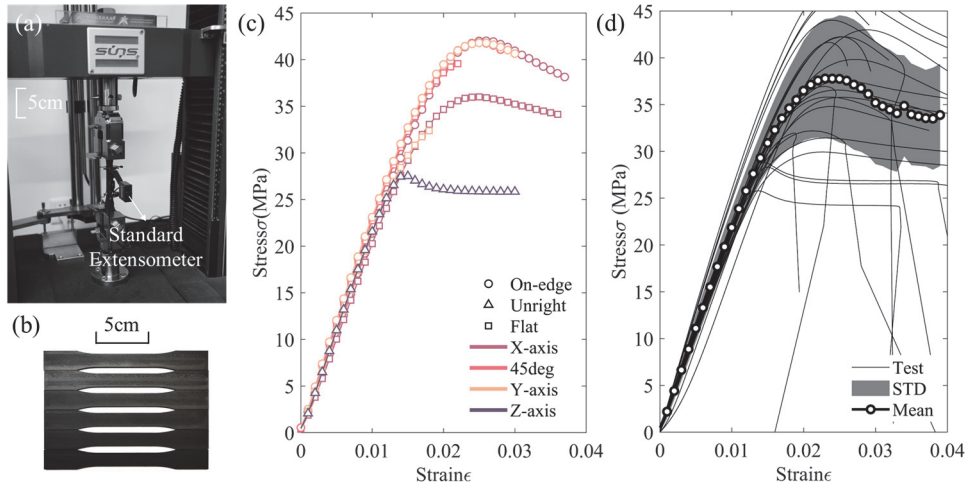 (a)
sūns
5cm
Standard
Extensometer
(b)
5cm
(c)
45
40
35
30
25
20
15
10
5
0
Stressσ(MPa)
0 0.01 0.02 0.03 0.04
Strainϵ
On-edge
Unright
Flat
X-axis
45deg
Y-axis
Z-axis
(d)
45
40
35
30
25
20
15
10
5
0
Stressσ (MPa)
0 0.01 0.02 0.03 0.04
Strainϵ
Test
STD
Mean